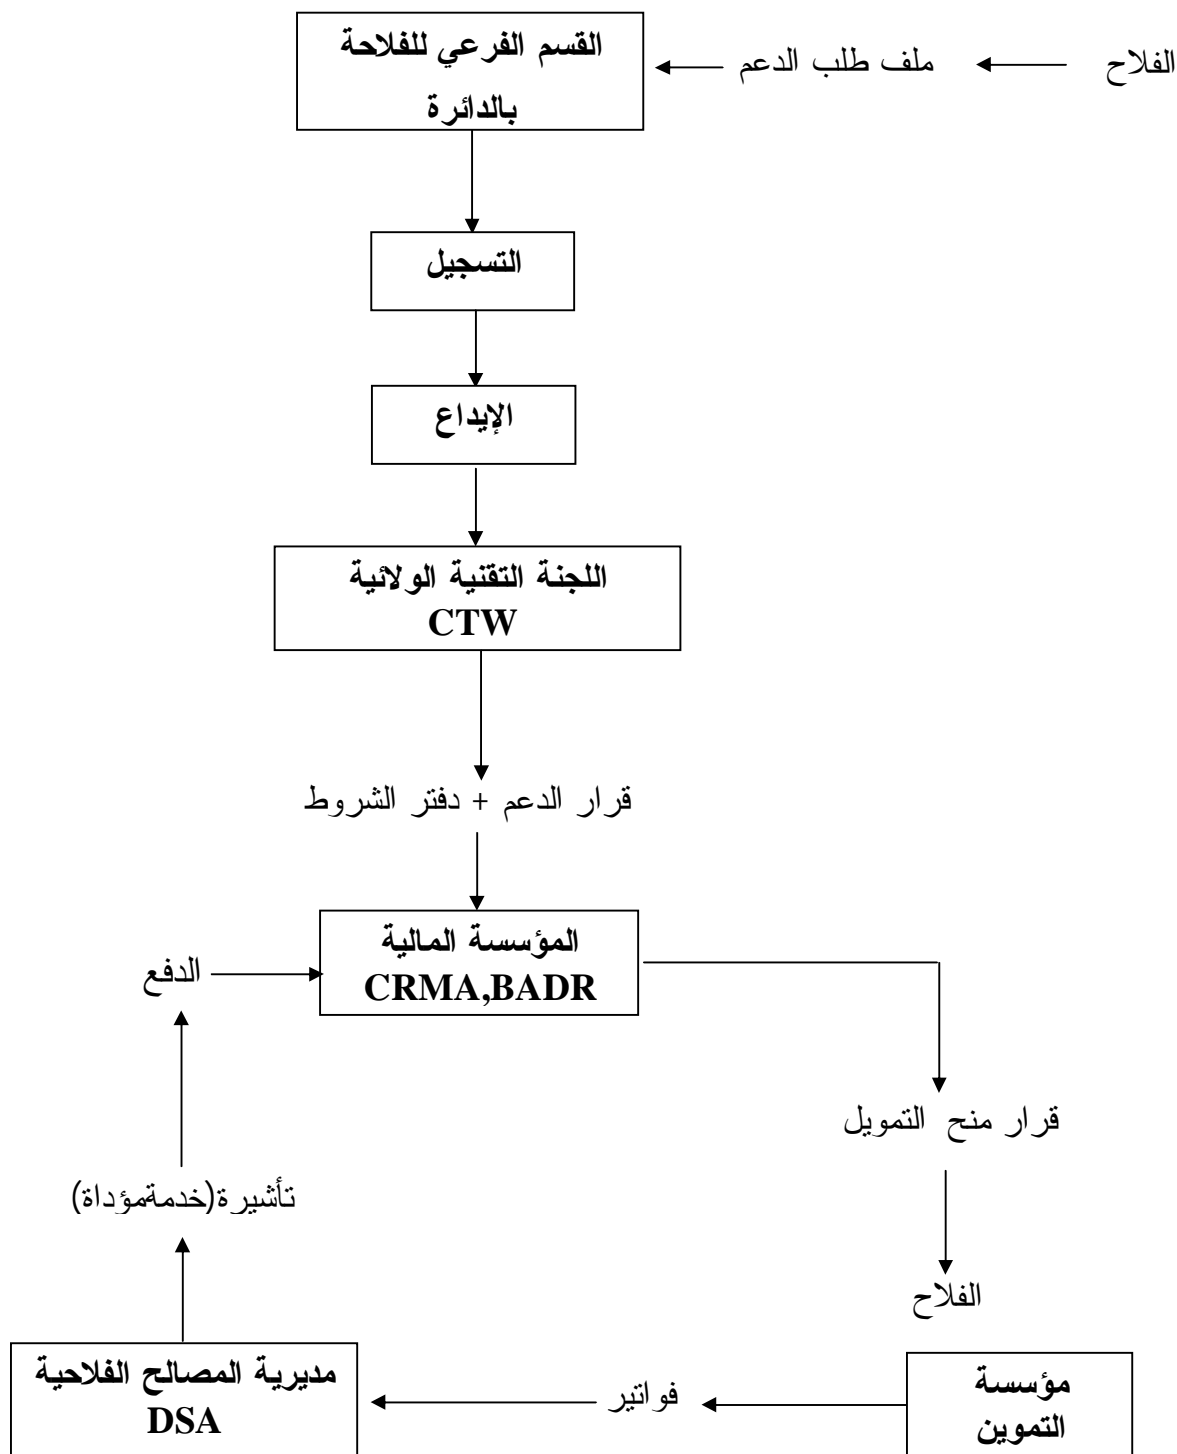 الفلاح
ملف طلب الدعم
القسم الفرعي للفلاحة
بالدائرة
التسجيل
الإيداع
اللجنة التقنية الولائية
CTW
قرار الدعم + دفتر الشروط
المؤسسة المالية
CRMA,BADR
الدفع
قرار منح التمويل
تأشيرة(خدمةمؤداة)
الفلاح
مؤسسة
التموين
فواتير
مديرية المصالح الفلاحية
DSA